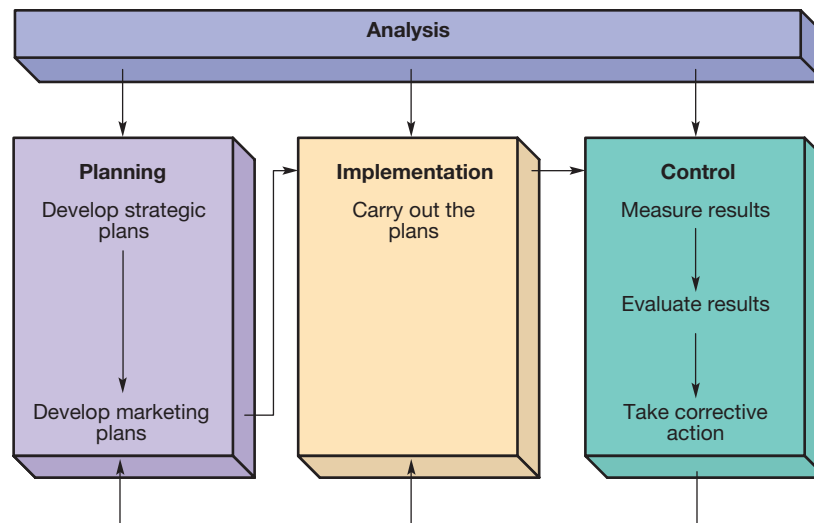 Analysis
Planning
Develop strategic
plans
Develop marketing
plans
Implementation
Carry out the
plans
Control
Measure results
Evaluate results
Take corrective
action